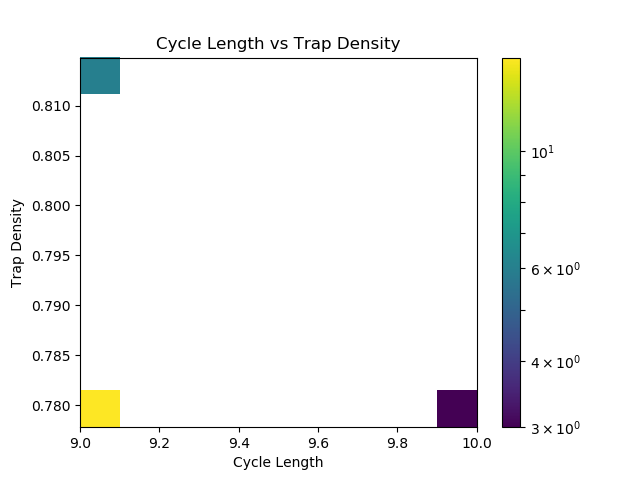 Cycle Length vs Trap Density
0.810
0.805
0.800
0.795
0.790
0.785
0.780
Trap Density
9.0 9.2 9.4 9.6 9.8 10.0
Cycle Length
10¹
6 × 10⁰
4 × 10⁰
3 × 10⁰